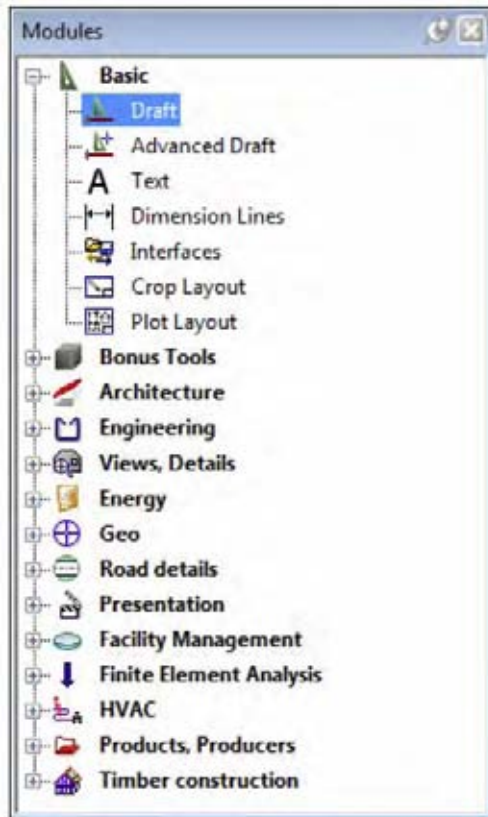 Modules
Basic
Draft
Advanced Draft
Text
Dimension Lines
Interfaces
Crop Layout
Plot Layout
Bonus Tools
Architecture
Engineering
Views, Details
Energy
Geo
Road details
Presentation
Facility Management
Finite Element Analysis
HVAC
Products, Producers
Timber construction